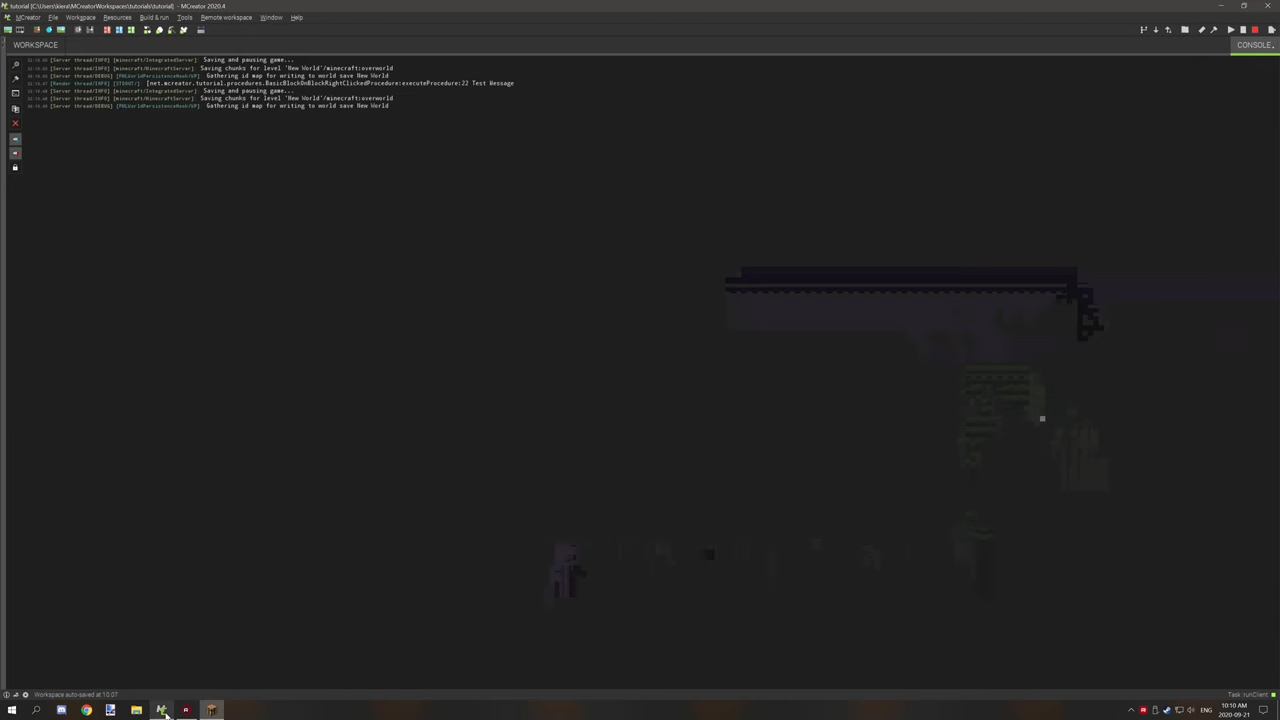 tutorial [C:\Users\kiera\MCreatorWorkspaces\tutorials\tutorial] - MCreator 2020.4
MCreator File Workspace Resources Build & run Tools Remote workspace Window Help
WORKSPACE
CONSOLE
[Server thread/INFO] [minecraft/IntegratedServer] Saving and pausing game...
[Server thread/INFO] [minecraft/MinecraftServer] Saving chunks for level 'New World'/minecraft:overworld
[Server thread/DEBUG] [FMLWorldPersistenceHook/WP] Gathering id map for writing to world save New World
[Render thread/INFO] [STDOUT/] [net.mcreator.tutorial.procedures.BasicBlockOnBlockRightClickedProcedure:executeProcedure:22 Test Message
[Server thread/INFO] [minecraft/IntegratedServer] Saving and pausing game...
[Server thread/INFO] [minecraft/MinecraftServer] Saving chunks for level 'New World'/minecraft:overworld
[Server thread/DEBUG] [FMLWorldPersistenceHook/WP] Gathering id map for writing to world save New World
Workspace auto-saved at 10:07
Task: runClient
ENG
10:10 AM
2020-09-21